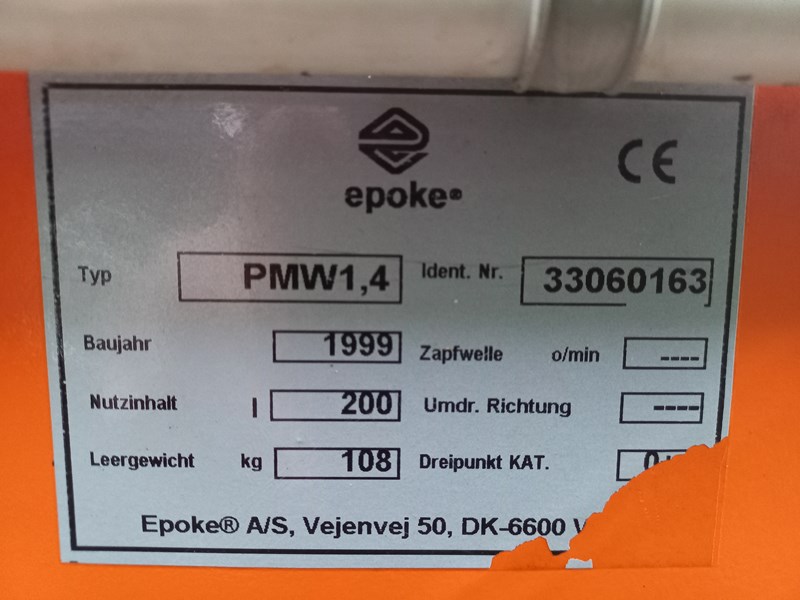 epoke®
CE
Typ PMW1,4 Ident. Nr. 33060163
Baujahr 1999 Zapfwelle o/min ----
Nutzinhalt l 200 Umdr. Richtung ----
Leergewicht kg 108 Dreipunkt KAT.
Epoke® A/S, Vejenvej 50, DK-6600